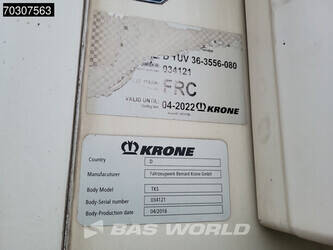 70307563
D TÜV 36-3556-080
034121
FRC
VALID UNTIL
04-2022 KRONE
KRONE
Country D
Manufacturer Fahrzeugwerk Bernard Krone GmbH
Body Model TKS
Body-Serial number 034121
Body-Production date 04/2016
BAS WORLD